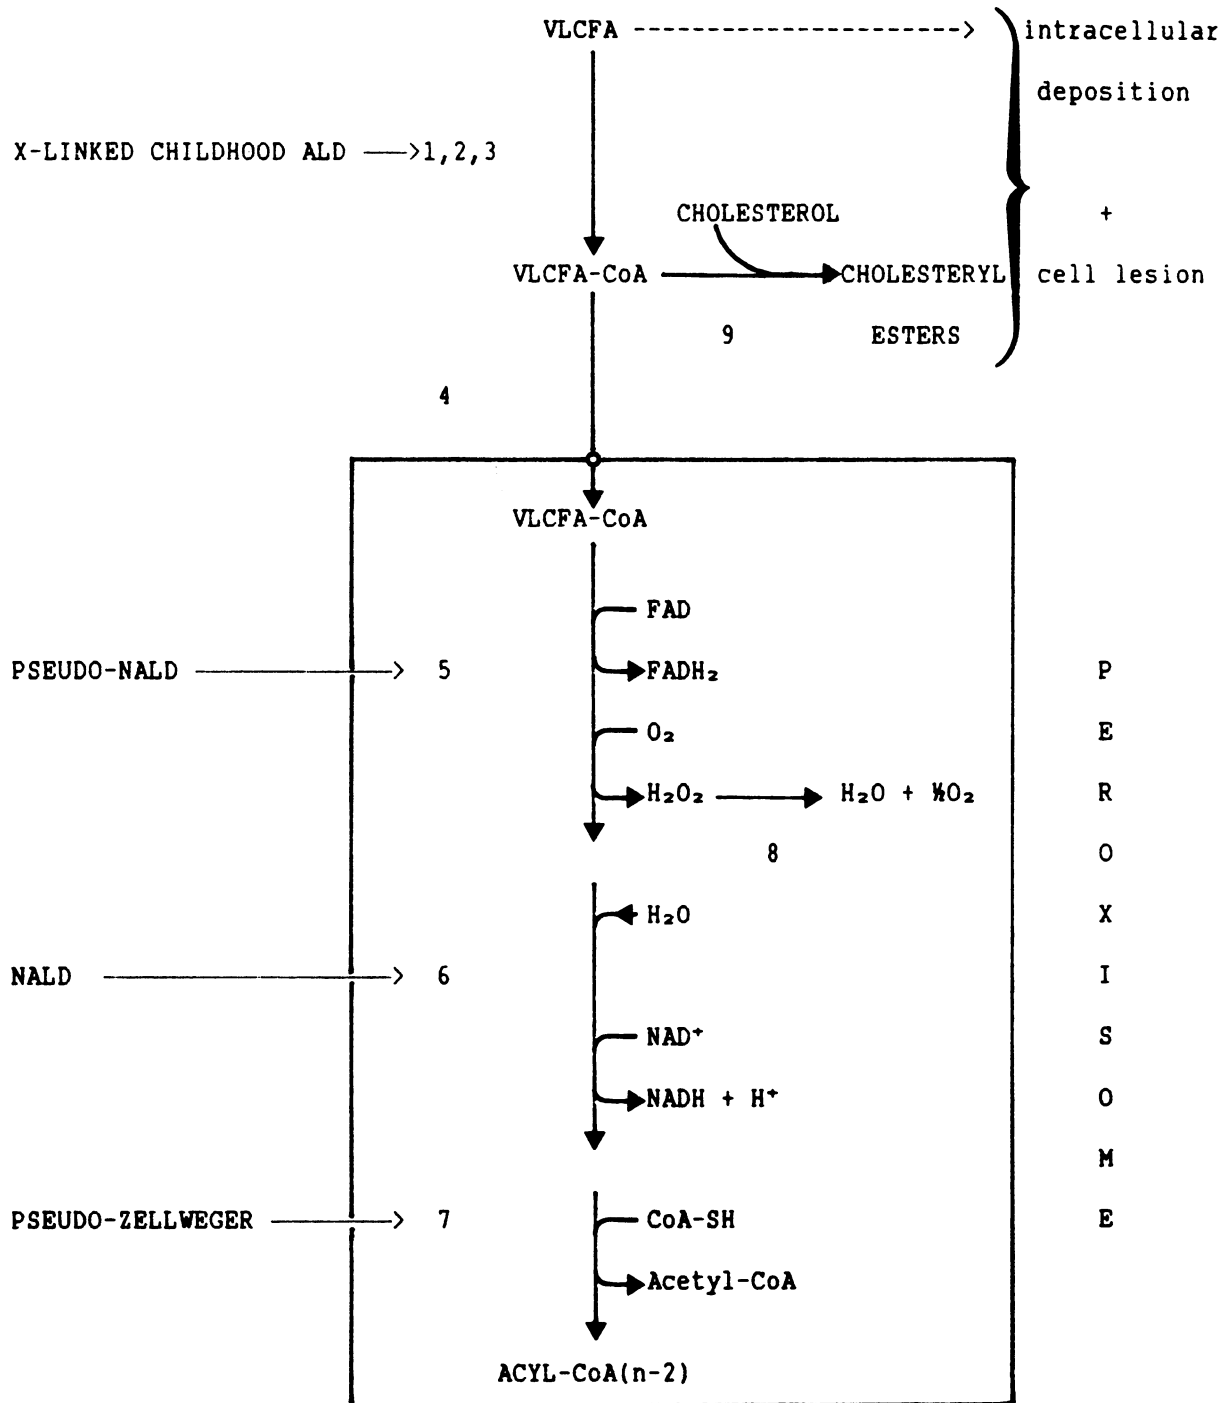 VLCFA ----------------------> intracellular
deposition
X-LINKED CHILDHOOD ALD ——>1,2,3
CHOLESTEROL +
VLCFA-CoA CHOLESTERYL cell lesion
9 ESTERS
4
VLCFA-CoA
FAD
PSEUDO-NALD 5 FADH₂ P
O₂ E
H₂O₂ H₂O + ½O₂ R
8 O
H₂O X
NALD 6 I
NAD⁺ S
NADH + H⁺ O
M
PSEUDO-ZELLWEGER 7 CoA-SH E
Acetyl-CoA
ACYL-CoA(n-2)